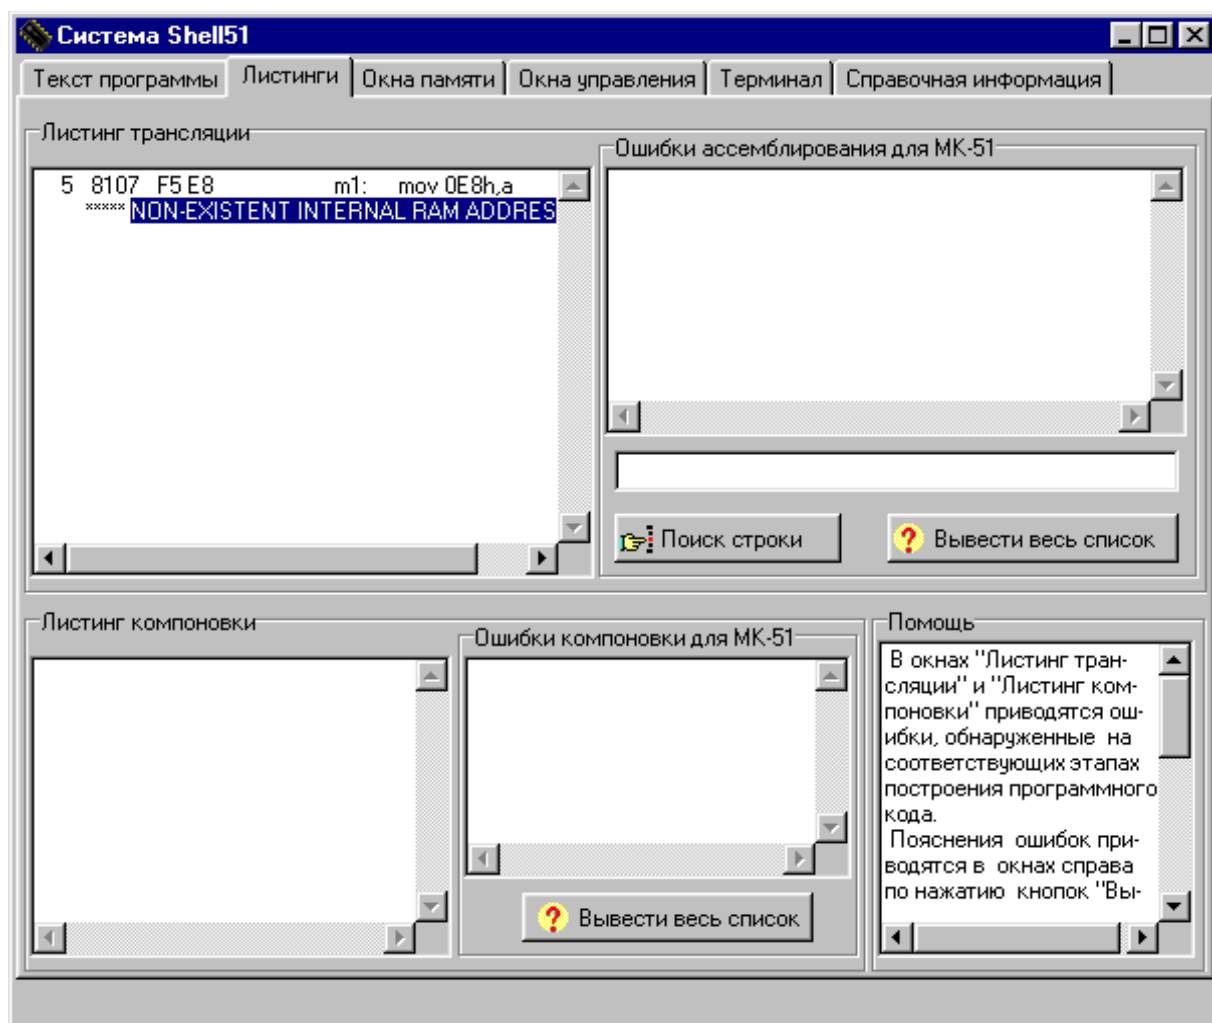 Система Shell51
Текст программы Листинги Окна памяти Окна управления Терминал Справочная информация
Листинг трансляции
5 8107 F5 E8 m1: mov 0E8h,a
***** NON-EXISTENT INTERNAL RAM ADDRES
Ошибки ассемблирования для МК-51
Поиск строки
Вывести весь список
Листинг компоновки
Ошибки компоновки для МК-51
Вывести весь список
Помощь
В окнах "Листинг тран-
сляции" и "Листинг ком-
поновки" приводятся ош-
ибки, обнаруженные на
соответствующих этапах
построения программного
кода.
Пояснения ошибок при-
водятся в окнах справа
по нажатию кнопок "Вы-